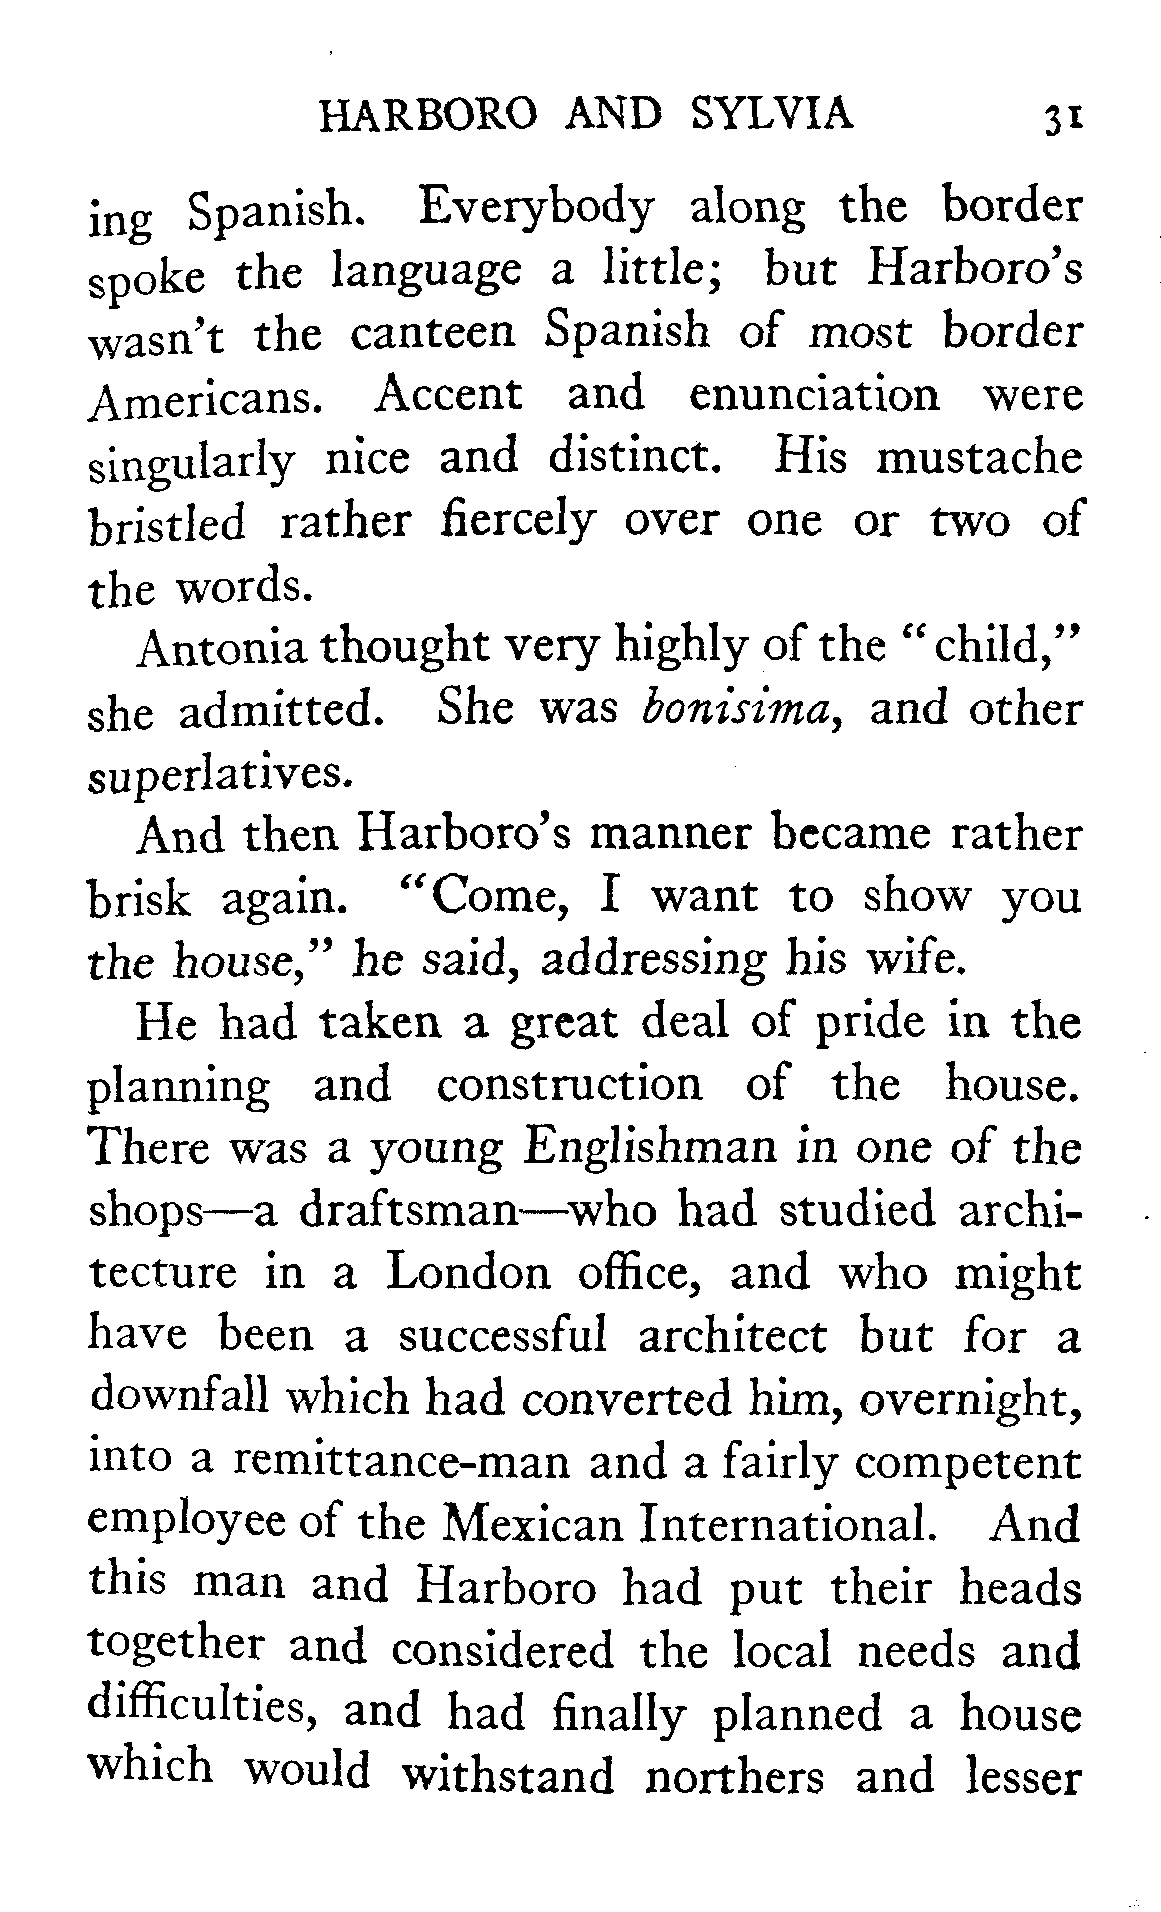 HARBORO AND SYLVIA 31
ing Spanish. Everybody along the border
spoke the language a little; but Harboro's
wasn't the canteen Spanish of most border
Americans. Accent and enunciation were
singularly nice and distinct. His mustache
bristled rather fiercely over one or two of
the words.
Antonia thought very highly of the "child,"
she admitted. She was bonisima, and other
superlatives.
And then Harboro's manner became rather
brisk again. "Come, I want to show you
the house," he said, addressing his wife.
He had taken a great deal of pride in the
planning and construction of the house.
There was a young Englishman in one of the
shops—a draftsman—who had studied archi-
tecture in a London office, and who might
have been a successful architect but for a
downfall which had converted him, overnight,
into a remittance-man and a fairly competent
employee of the Mexican International. And
this man and Harboro had put their heads
together and considered the local needs and
difficulties, and had finally planned a house
which would withstand northers and lesser